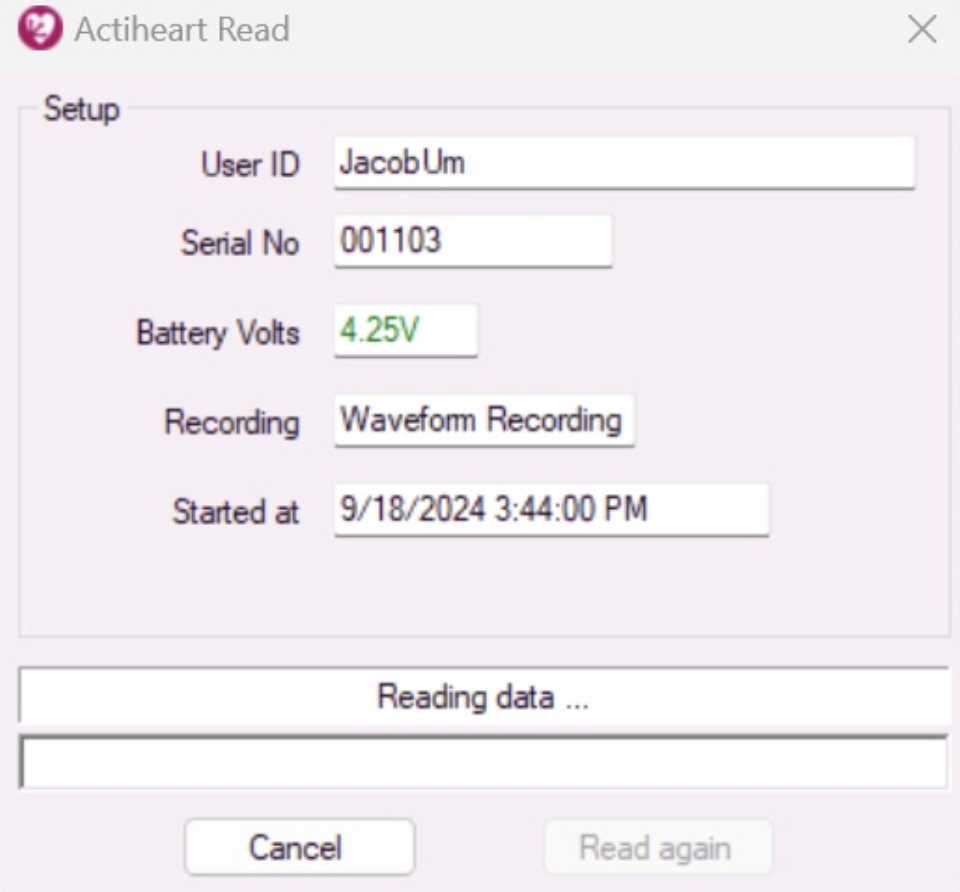 Actiheart Read
Setup
User ID JacobUm
Serial No 001103
Battery Volts 4.25V
Recording Waveform Recording
Started at 9/18/2024 3:44:00 PM
Reading data ...
Cancel Read again